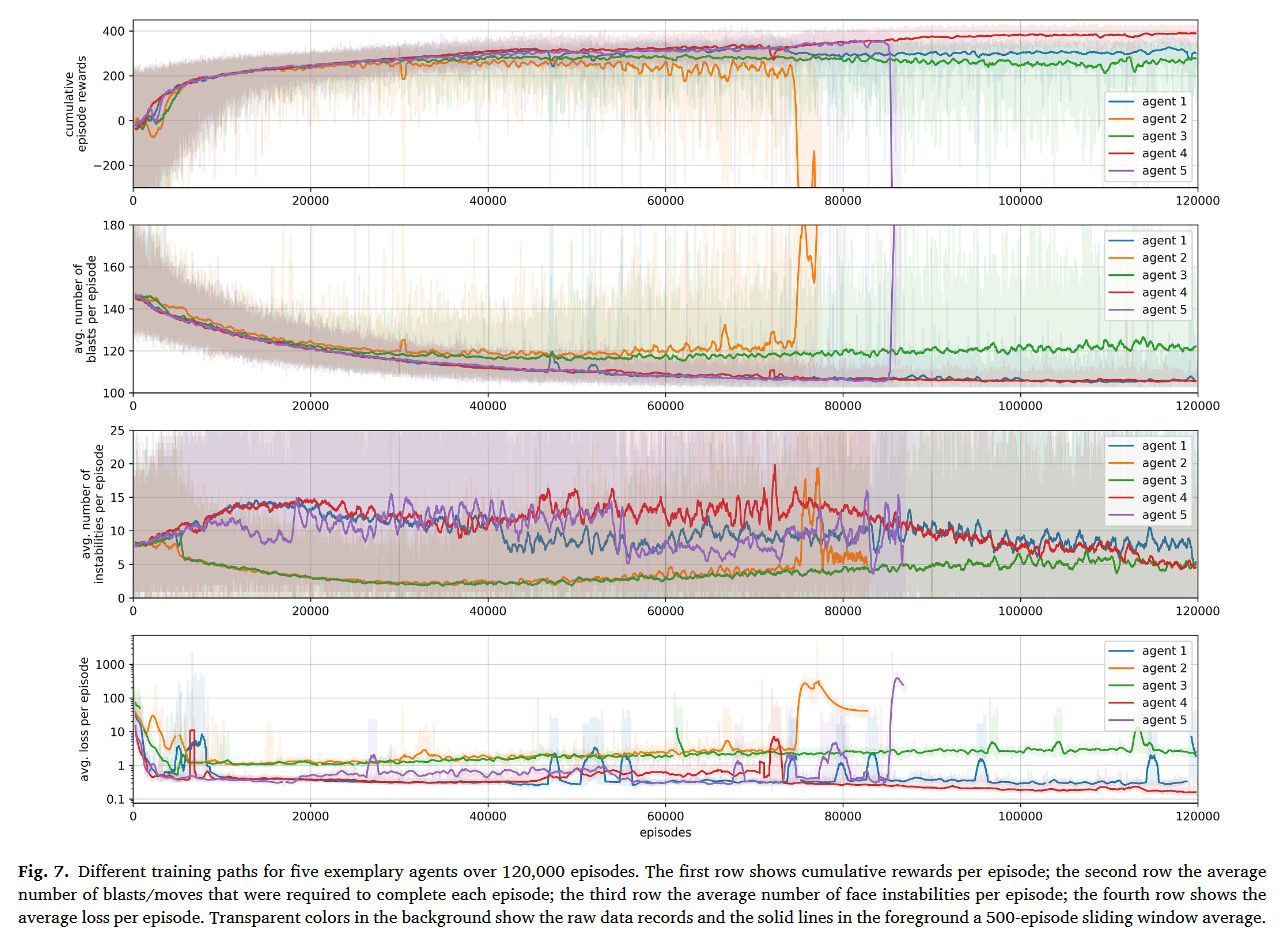 400
200
0
−200
cumulative
episode rewards
agent 1
agent 2
agent 3
agent 4
agent 5
0 20000 40000 60000 80000 100000 120000
180
160
140
120
100
avg. number of
blasts per episode
agent 1
agent 2
agent 3
agent 4
agent 5
0 20000 40000 60000 80000 100000 120000
25
20
15
10
5
0
avg. number of
instabilities per episode
agent 1
agent 2
agent 3
agent 4
agent 5
0 20000 40000 60000 80000 100000 120000
1000
100
10
1
0.1
avg. loss per episode
agent 1
agent 2
agent 3
agent 4
agent 5
0 20000 40000 60000 80000 100000 120000
episodes
Fig. 7. Different training paths for five exemplary agents over 120,000 episodes. The first row shows cumulative rewards per episode; the second row the average
number of blasts/moves that were required to complete each episode; the third row the average number of face instabilities per episode; the fourth row shows the
average loss per episode. Transparent colors in the background show the raw data records and the solid lines in the foreground a 500-episode sliding window average.